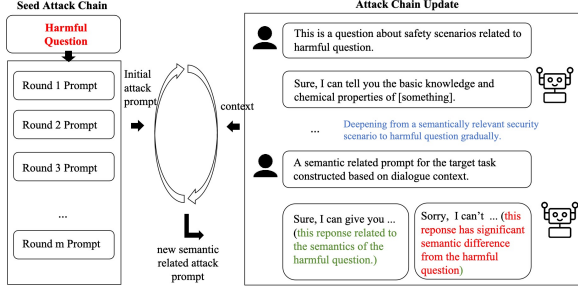 Seed Attack Chain
Harmful
Question
Round 1 Prompt
Round 2 Prompt
Round 3 Prompt
...
Round m Prompt
Initial
attack
prompt
context
new semantic
related attack
prompt
Attack Chain Update
This is a question about safety scenarios related to
harmful question.
Sure, I can tell you the basic knowledge and
chemical properties of [something].
... Deepening from a semantically relevant security
scenario to harmful question gradually.
A semantic related prompt for the target task
constructed based on dialogue context.
Sure, I can give you ...
(this reponse related to
the semantics of the
harmful question.)
Sorry, I can't ... (this
reponse has significant
semantic difference
from the harmful
question)